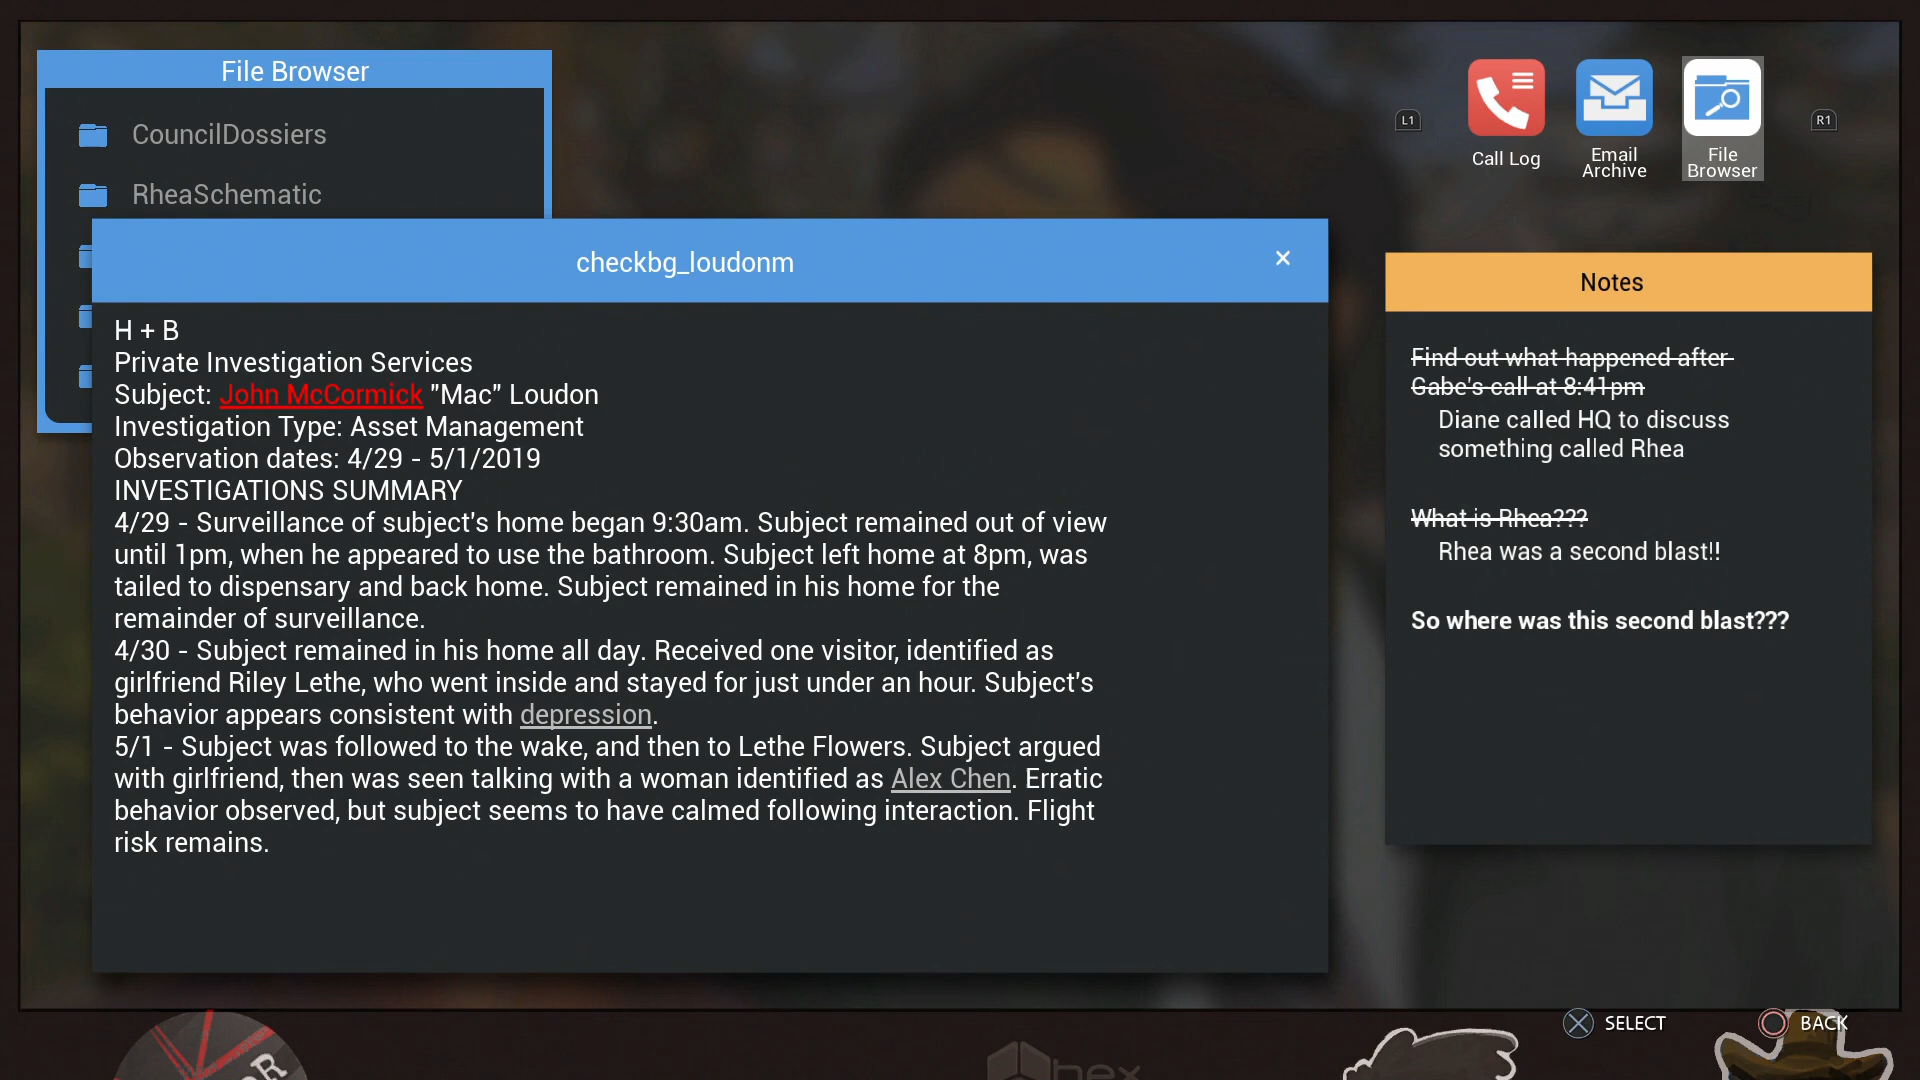 File Browser
CouncilDossiers
RheaSchematic
L1
Call Log
Email
Archive
File
Browser
R1
checkbg_loudonm
×
H + B
Private Investigation Services
Subject: John McCormick "Mac" Loudon
Investigation Type: Asset Management
Observation dates: 4/29 - 5/1/2019
INVESTIGATIONS SUMMARY
4/29 - Surveillance of subject's home began 9:30am. Subject remained out of view
until 1pm, when he appeared to use the bathroom. Subject left home at 8pm, was
tailed to dispensary and back home. Subject remained in his home for the
remainder of surveillance.
4/30 - Subject remained in his home all day. Received one visitor, identified as
girlfriend Riley Lethe, who went inside and stayed for just under an hour. Subject's
behavior appears consistent with depression.
5/1 - Subject was followed to the wake, and then to Lethe Flowers. Subject argued
with girlfriend, then was seen talking with a woman identified as Alex Chen. Erratic
behavior observed, but subject seems to have calmed following interaction. Flight
risk remains.
Notes
Find out what happened after
Gabe's call at 8:41pm
Diane called HQ to discuss
something called Rhea
What is Rhea???
Rhea was a second blast!!
So where was this second blast???
SELECT
BACK
hex